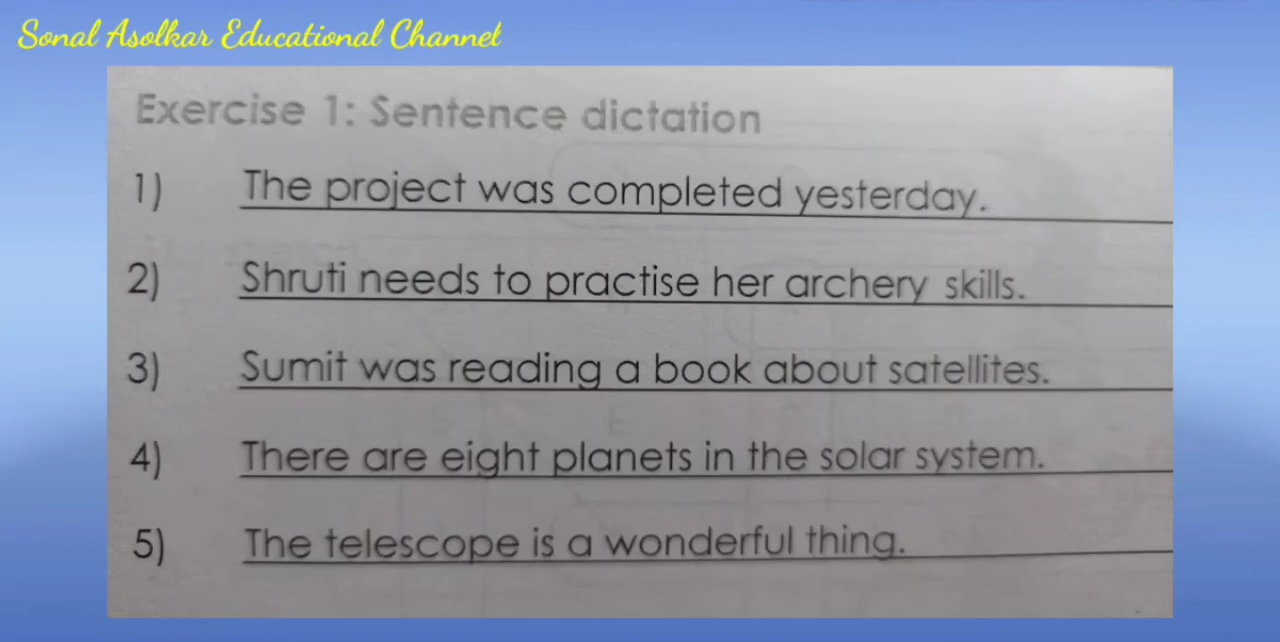 Sonal Asolkar Educational Channel
Exercise 1: Sentence dictation
1) The project was completed yesterday.
2) Shruti needs to practise her archery skills.
3) Sumit was reading a book about satellites.
4) There are eight planets in the solar system.
5) The telescope is a wonderful thing.